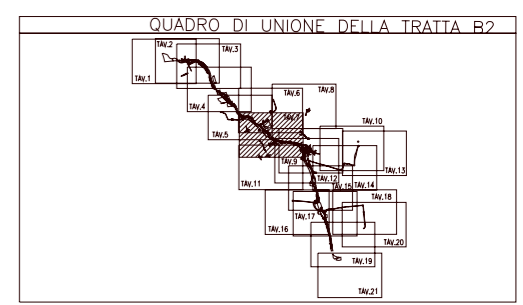 QUADRO DI UNIONE DELLA TRATTA B2
TAV.2
TAV.3
TAV.1
TAV.6
TAV.8
TAV.4
TAV.7
TAV.10
TAV.5
TAV.9
TAV.13
TAV.12
TAV.11
TAV.15
TAV.14
TAV.18
TAV.17
TAV.16
TAV.20
TAV.19
TAV.21